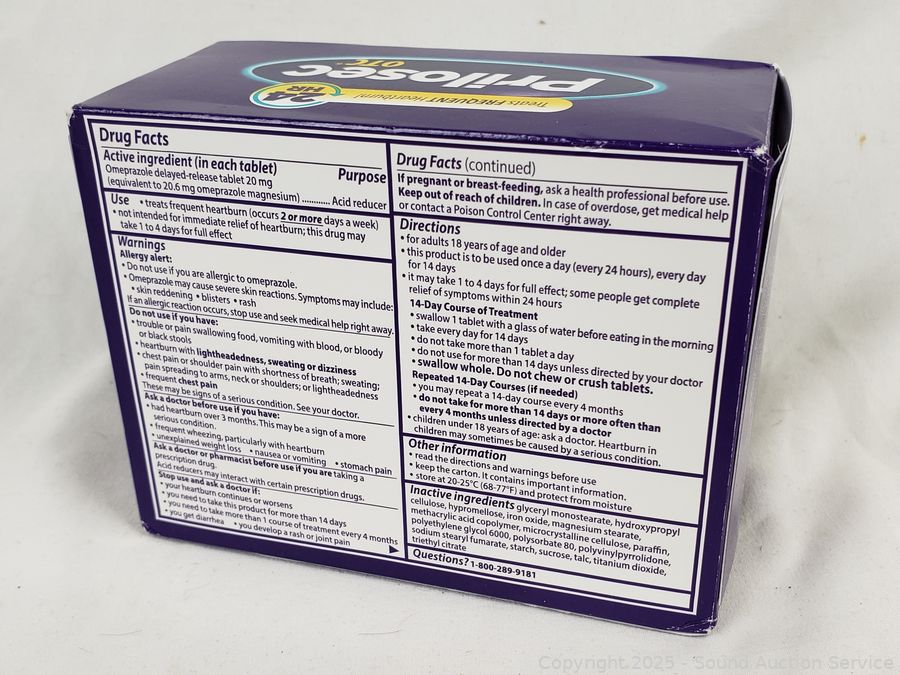 Prilosec
OTC
24
HR
Treats FREQUENT Heartburn!
Drug Facts
Active ingredient (in each tablet)
Purpose
Omeprazole delayed-release tablet 20 mg
(equivalent to 20.6 mg omeprazole magnesium) ............ Acid reducer
Use • treats frequent heartburn (occurs 2 or more days a week)
• not intended for immediate relief of heartburn; this drug may
take 1 to 4 days for full effect
Warnings
Allergy alert:
• Do not use if you are allergic to omeprazole.
• Omeprazole may cause severe skin reactions. Symptoms may include:
• skin reddening • blisters • rash
If an allergic reaction occurs, stop use and seek medical help right away.
Do not use if you have:
• trouble or pain swallowing food, vomiting with blood, or bloody
or black stools
• heartburn with lightheadedness, sweating or dizziness
• chest pain or shoulder pain with shortness of breath; sweating;
pain spreading to arms, neck or shoulders; or lightheadedness
• frequent chest pain
These may be signs of a serious condition. See your doctor.
Ask a doctor before use if you have:
• had heartburn over 3 months. This may be a sign of a more
serious condition.
• frequent wheezing, particularly with heartburn
• unexplained weight loss • nausea or vomiting • stomach pain
Ask a doctor or pharmacist before use if you are taking a
prescription drug.
Acid reducers may interact with certain prescription drugs.
Stop use and ask a doctor if:
• your heartburn continues or worsens
• you need to take this product for more than 14 days
• you need to take more than 1 course of treatment every 4 months
• you get diarrhea • you develop a rash or joint pain
Drug Facts (continued)
If pregnant or breast-feeding, ask a health professional before use.
Keep out of reach of children. In case of overdose, get medical help
or contact a Poison Control Center right away.
Directions
• for adults 18 years of age and older
• this product is to be used once a day (every 24 hours), every day
for 14 days
• it may take 1 to 4 days for full effect; some people get complete
relief of symptoms within 24 hours
14-Day Course of Treatment
• swallow 1 tablet with a glass of water before eating in the morning
• take every day for 14 days
• do not take more than 1 tablet a day
• do not use for more than 14 days unless directed by your doctor
• swallow whole. Do not chew or crush tablets.
Repeated 14-Day Courses (if needed)
• you may repeat a 14-day course every 4 months
• do not take for more than 14 days or more often than
every 4 months unless directed by a doctor
• children under 18 years of age: ask a doctor. Heartburn in
children may sometimes be caused by a serious condition.
Other information
• read the directions and warnings before use
• keep the carton. It contains important information.
• store at 20-25°C (68-77°F) and protect from moisture
Inactive ingredients glyceryl monostearate, hydroxypropyl
cellulose, hypromellose, iron oxide, magnesium stearate,
methacrylic acid copolymer, microcrystalline cellulose, paraffin,
polyethylene glycol 6000, polysorbate 80, polyvinylpyrrolidone,
sodium stearyl fumarate, starch, sucrose, talc, titanium dioxide,
triethyl citrate
Questions? 1-800-289-9181
Copyright 2025 - Sound Auction Service